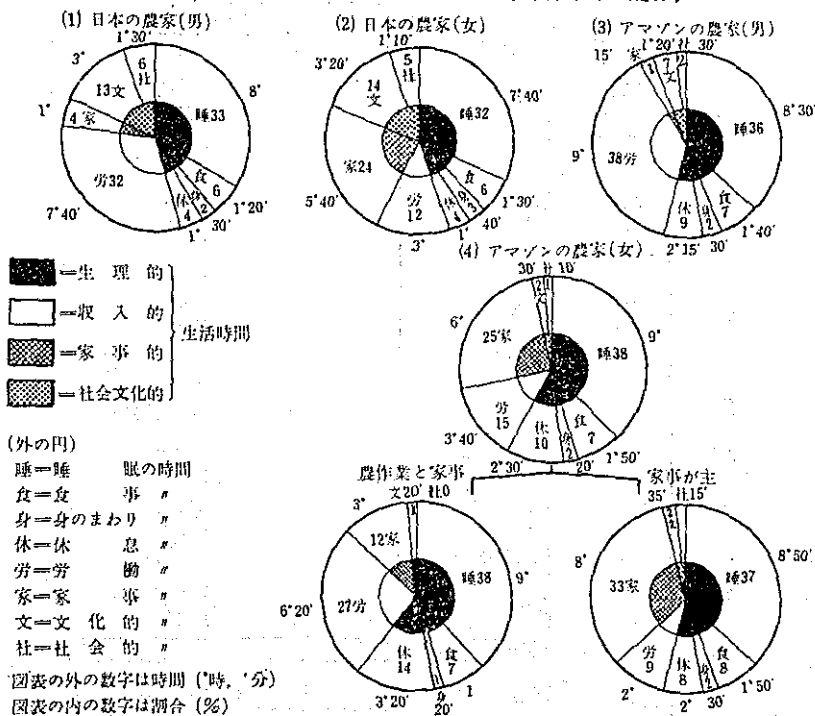 (1) 日本の農家(男)
1°30′
6
社
3°
13文
8°
睡33
1°
4 家
労32
食
6
身
2
休
4
7°40′
1°20′
30′
1°
(2) 日本の農家(女)
1°10′
5
社
3°20′
14
文
7°40′
睡32
家24
食
6
身
3
休
4
労
12
5°40′
1°30′
40′
1°
3°
(3) アマゾンの農家(男)
1°20′ 社 30′
15′ 家
1
7
文
2
睡36
8°30′
38労
9°
食
7
身
2
休
9
1°40′
30′
2°15′
(4) アマゾンの農家(女)
30′ 社 10′
2
文
1
6°
25家
睡38
9°
労
15
休
10
身
2
食
7
3°40′
2°30′
20′
1°50′
=生理的
=収入的
=家事的
=社会文化的
生活時間
(外の円)
睡=睡眠の時間
食=食事 〃
身=身のまわり 〃
休=休息 〃
労=労働 〃
家=家事 〃
文=文化的 〃
社=社会的 〃
図表の外の数字は時間 (°時, ′分)
図表の内の数字は割合 (%)
農作業と家事
文20′ 社0
1
3°
12家
睡38
9°
27労
6°20′
休
14
食
7
1
身
20′
3°20′
1
家事が主
35′ 社15′
8°
33家
睡37
8°50′
労
9
休
8
身
2
食
8
2°
2°
30′
1°50′